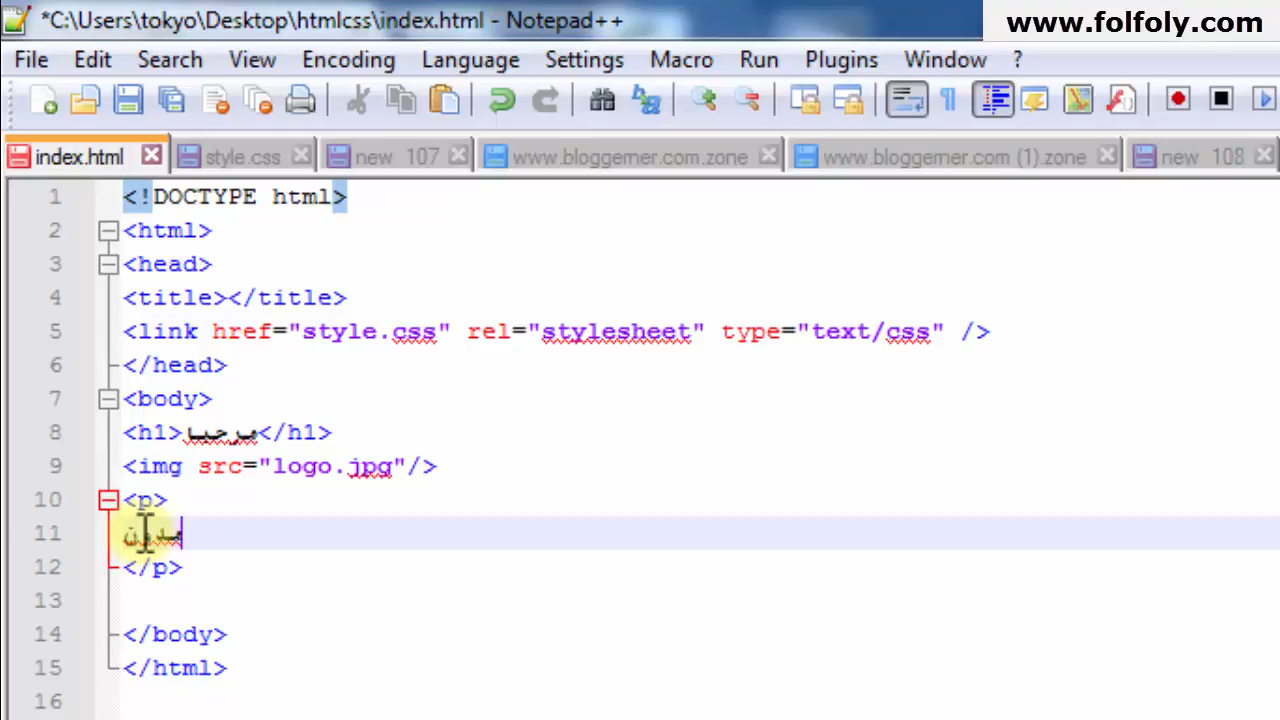 *C:\Users\tokyo\Desktop\htmlcss\index.html - Notepad++
www.folfoly.com
File Edit Search View Encoding Language Settings Macro Run Plugins Window ?
index.html style.css new 107 www.bloggerner.com.zone www.bloggerner.com (1).zone new 108
1 <!DOCTYPE html>
2 <html>
3 <head>
4 <title></title>
5 <link href="style.css" rel="stylesheet" type="text/css" />
6 </head>
7 <body>
8 <h1>مرحبا</h1>
9 <img src="logo.jpg"/>
10 <p>
11 مدون
12 </p>
13
14 </body>
15 </html>
16